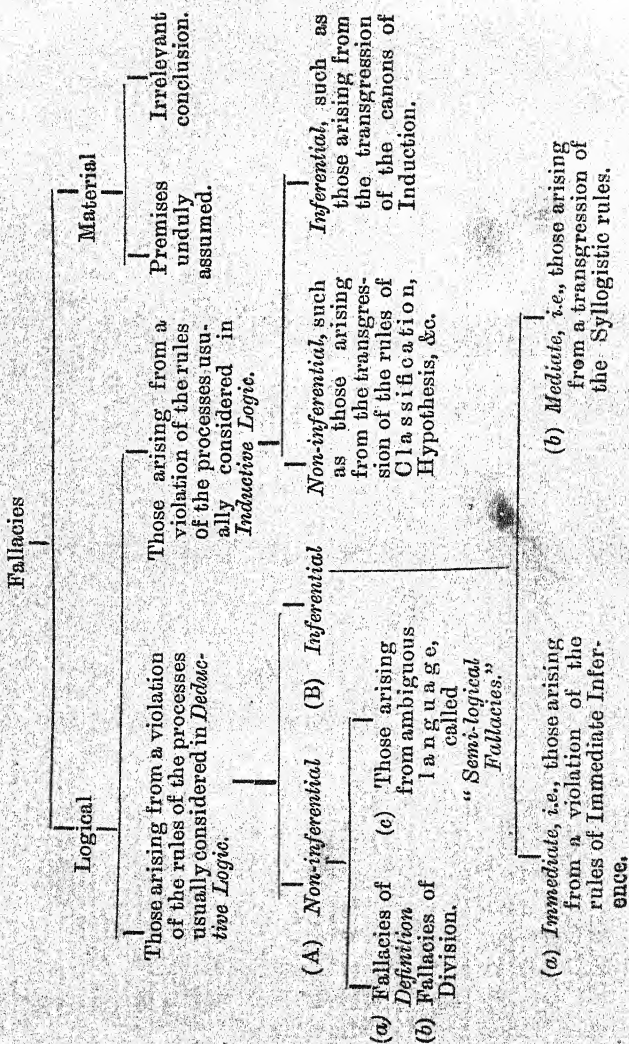 Fallacies
Logical
Material
Those arising from a violation
of the rules of the processes
usually considered in Deduc-
tive Logic.
Those arising from a
violation of the rules
of the processes usu-
ally considered in
Inductive Logic.
Premises
unduly
assumed.
Irrelevant
conclusion.
(A) Non-inferential
(B) Inferential
Non-inferential, such
as those arising
from the transgres-
sion of the rules of
Classification,
Hypothesis, &c.
Inferential, such as
those arising from
the transgression
of the canons of
Induction.
(a) Fallacies of
Definition
(b) Fallacies of
Division.
(c) Those arising
from ambiguous
language,
called
"Semi-logical
Fallacies."
(a) Immediate, i.e., those arising
from a violation of the
rules of Immediate Infer-
ence.
(b) Mediate, i.e., those arising
from a transgression of
the Syllogistic rules.